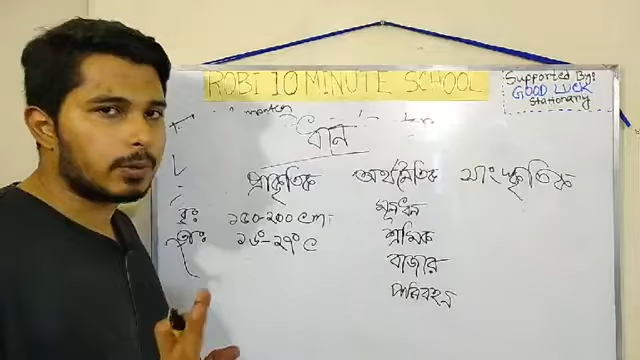 ROBI 10 MINUTE SCHOOL
Supported By:
GOOD LUCK
Stationary
ধান
প্রাকৃতিক অর্থনৈতিক সাংস্কৃতিক
বৃঃ ১৫০-২০০ cm
১৬°-২৭° C
মূলধন
শ্রমিক
বাজার
পরিবহন